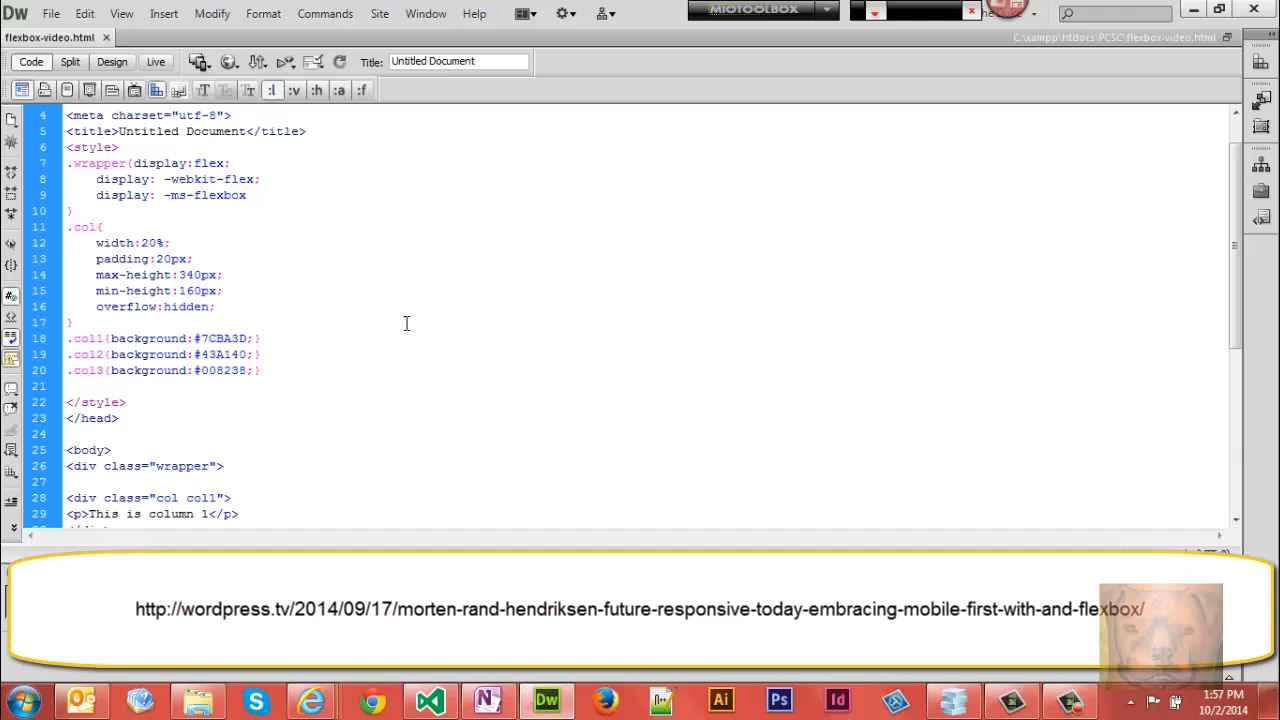 Dw File Edit View Insert Modify Format Commands Site Window Help MIOTOOLBOX
flexbox-video.html × C:\xampp\htdocs\PCSC\flexbox-video.html
Code Split Design Live Title: Untitled Document
:l :v :h :a :f
4 <meta charset="utf-8">
5 <title>Untitled Document</title>
6 <style>
7 .wrapper{display:flex;
8 display: -webkit-flex;
9 display: -ms-flexbox
10 }
11 .col{
12 width:20%;
13 padding:20px;
14 max-height:340px;
15 min-height:160px;
16 overflow:hidden;
17 }
18 .col1{background:#7CBA3D;}
19 .col2{background:#43A140;}
20 .col3{background:#008238;}
21
22 </style>
23 </head>
24
25 <body>
26 <div class="wrapper">
27
28 <div class="col col1">
29 <p>This is column 1</p>
http://wordpress.tv/2014/09/17/morten-rand-hendriksen-future-responsive-today-embracing-mobile-first-with-and-flexbox/
Dw Ai Ps Id
1:57 PM
10/2/2014